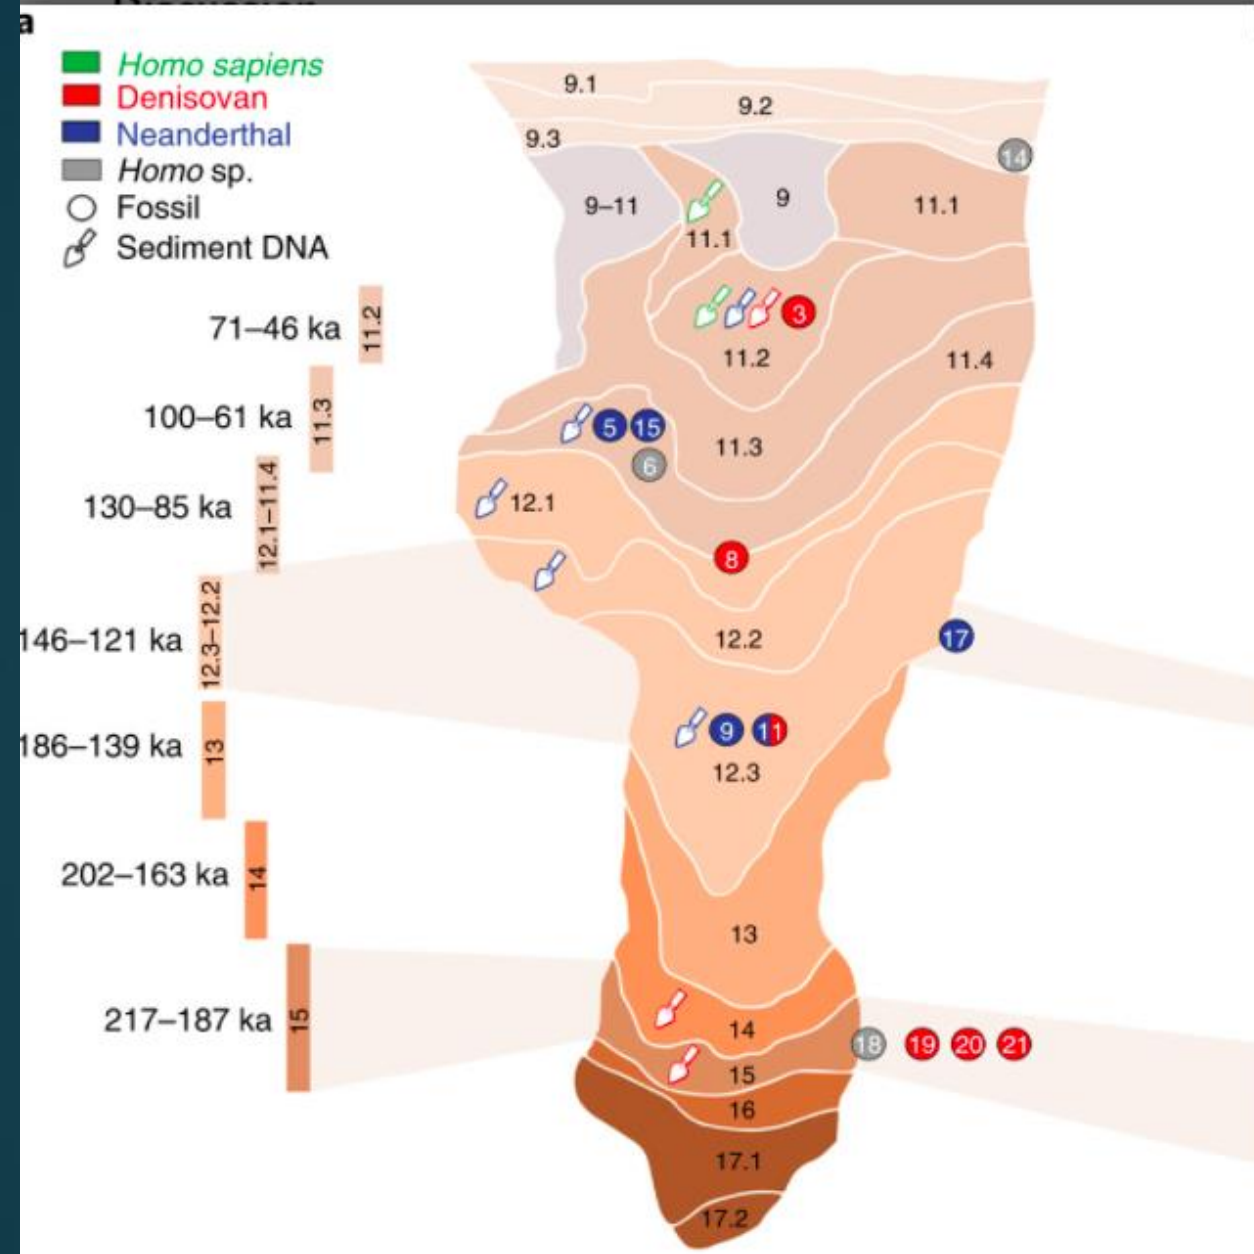 a
Homo sapiens
Denisovan
Neanderthal
Homo sp.
Fossil
Sediment DNA
71–46 ka
11.2
100–61 ka
11.3
130–85 ka
12.1–11.4
146–121 ka
12.3–12.2
186–139 ka
13
202–163 ka
14
217–187 ka
15
9.1
9.2
9.3
14
9–11
9
11.1
11.1
3
11.2
11.4
5
15
11.3
6
12.1
8
12.2
17
9
11
12.3
13
14
18
19
20
21
15
16
17.1
17.2